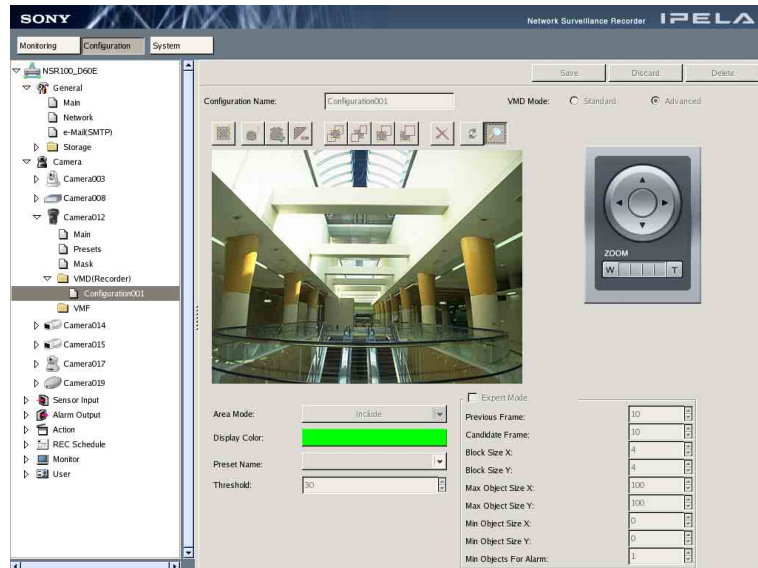 SONY
Network Surveillance Recorder IPELA
Monitoring Configuration System
NSR100_D60E
General
Main
Network
e-Mail(SMTP)
Storage
Camera
Camera003
Camera008
Camera012
Main
Presets
Mask
VMD(Recorder)
Configuration001
VMF
Camera014
Camera015
Camera017
Camera019
Sensor Input
Alarm Output
Action
REC Schedule
Monitor
User
Save Discard Delete
Configuration Name: Configuration001 VMD Mode: Standard Advanced
ZOOM
W T
Area Mode: Include
Display Color:
Preset Name:
Threshold: 30
Expert Mode
Previous Frame: 10
Candidate Frame: 10
Block Size X: 4
Block Size Y: 4
Max Object Size X: 100
Max Object Size Y: 100
Min Object Size X: 0
Min Object Size Y: 0
Min Objects For Alarm: 1